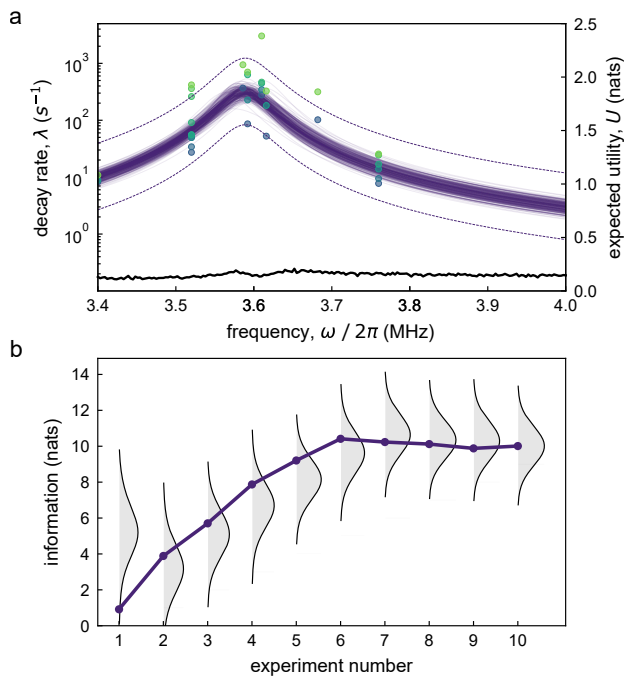 a
decay rate, λ (s⁻¹)
10³
10²
10¹
10⁰
2.5
2.0
1.5
1.0
0.5
0.0
expected utility, U (nats)
3.4 3.5 3.6 3.7 3.8 3.9 4.0
frequency, ω / 2π (MHz)
b
information (nats)
14
12
10
8
6
4
2
0
1 2 3 4 5 6 7 8 9 10
experiment number